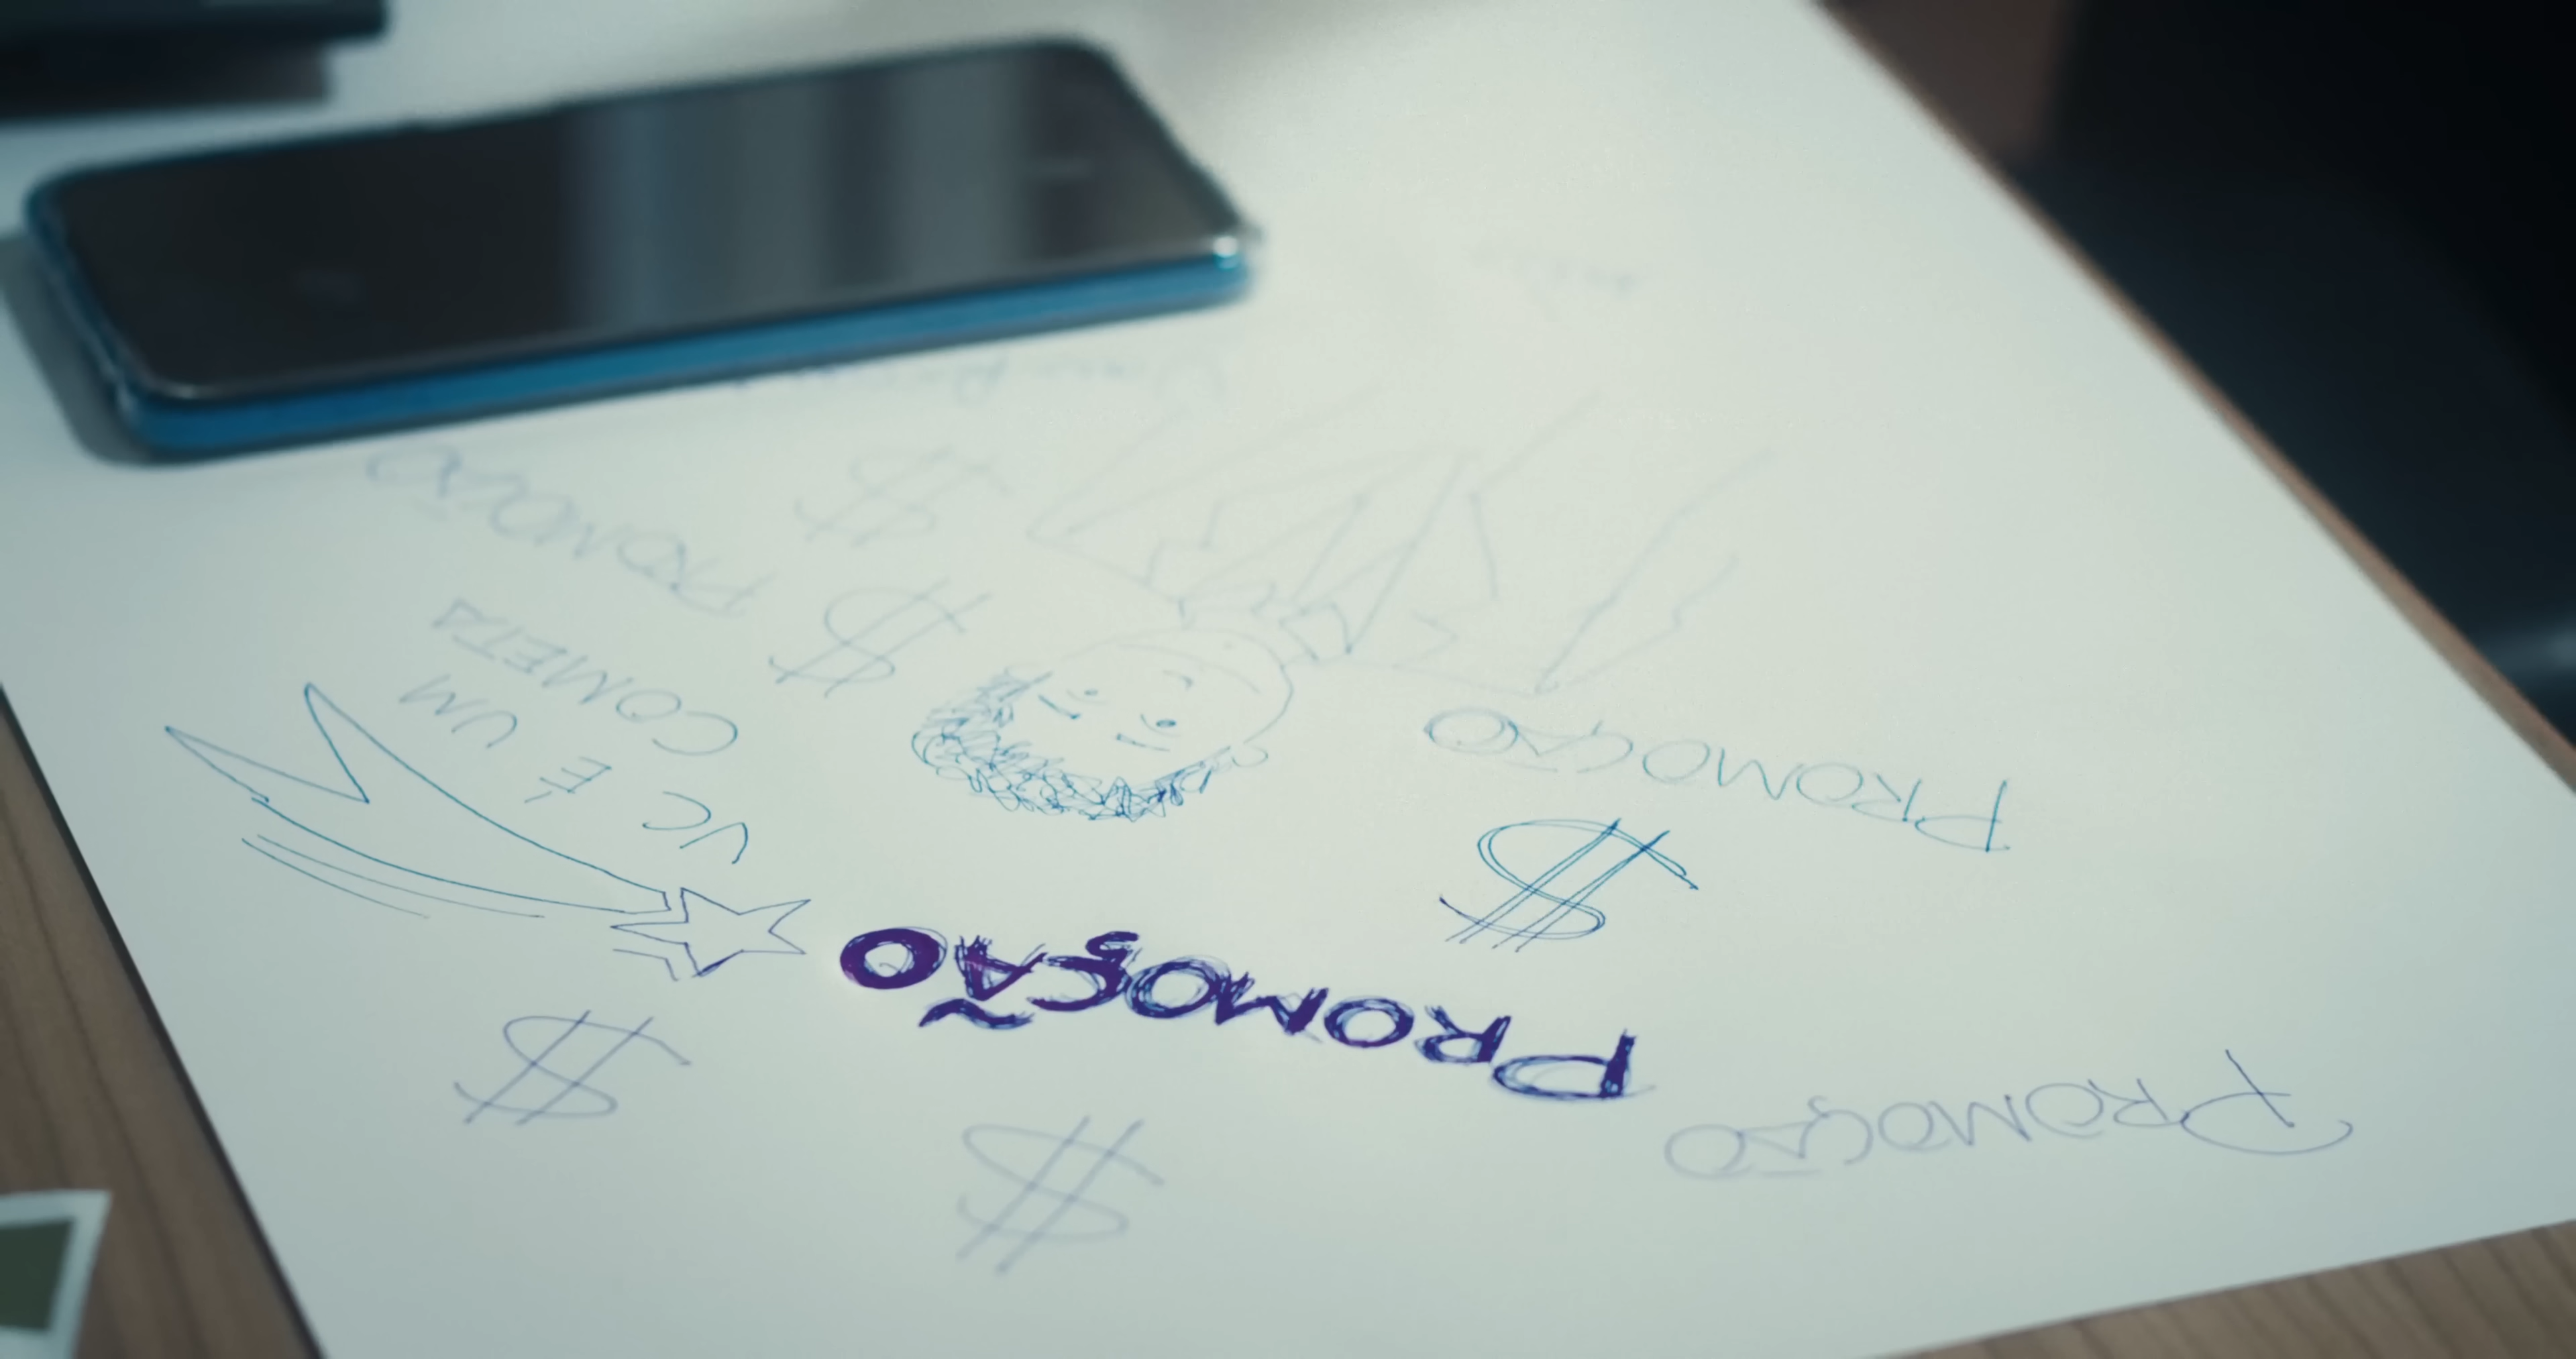 PROMOÇÃO
$
PROMOÇÃO
$
$
PROMOÇÃO
$
VC É UM
COMETA
$
$
PROMOÇÃO